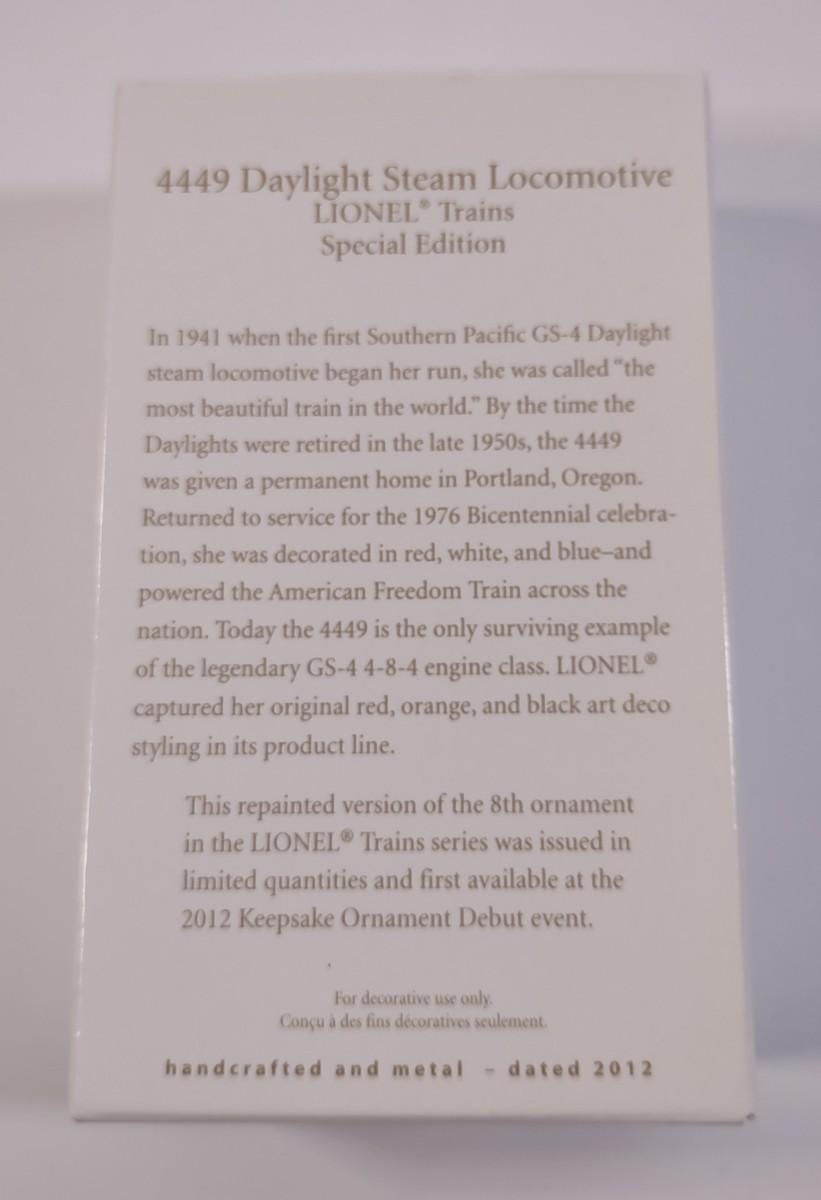 4449 Daylight Steam Locomotive
LIONEL® Trains
Special Edition
In 1941 when the first Southern Pacific GS-4 Daylight
steam locomotive began her run, she was called “the
most beautiful train in the world.” By the time the
Daylights were retired in the late 1950s, the 4449
was given a permanent home in Portland, Oregon.
Returned to service for the 1976 Bicentennial celebra-
tion, she was decorated in red, white, and blue–and
powered the American Freedom Train across the
nation. Today the 4449 is the only surviving example
of the legendary GS-4 4-8-4 engine class. LIONEL®
captured her original red, orange, and black art deco
styling in its product line.
This repainted version of the 8th ornament
in the LIONEL® Trains series was issued in
limited quantities and first available at the
2012 Keepsake Ornament Debut event.
For decorative use only.
Conçu à des fins décoratives seulement.
handcrafted and metal – dated 2012